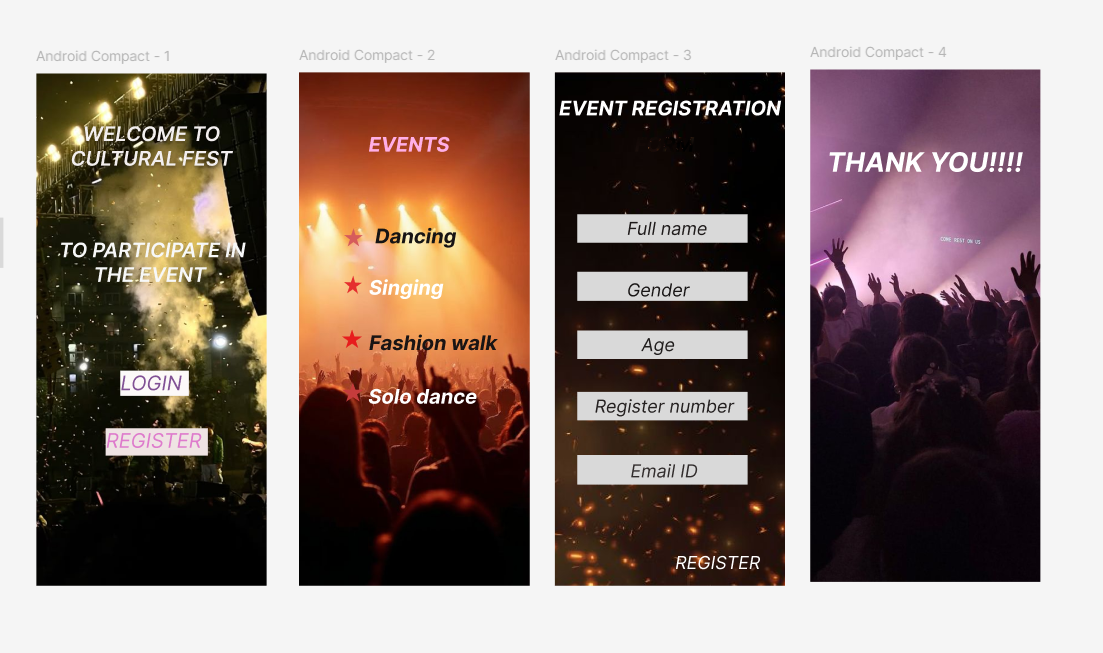 Android Compact - 1
WELCOME TO
CULTURAL FEST
TO PARTICIPATE IN
THE EVENT
LOGIN
REGISTER
Android Compact - 2
EVENTS
Dancing
Singing
Fashion walk
Solo dance
Android Compact - 3
EVENT REGISTRATION
Full name
Gender
Age
Register number
Email ID
REGISTER
Android Compact - 4
THANK YOU!!!!